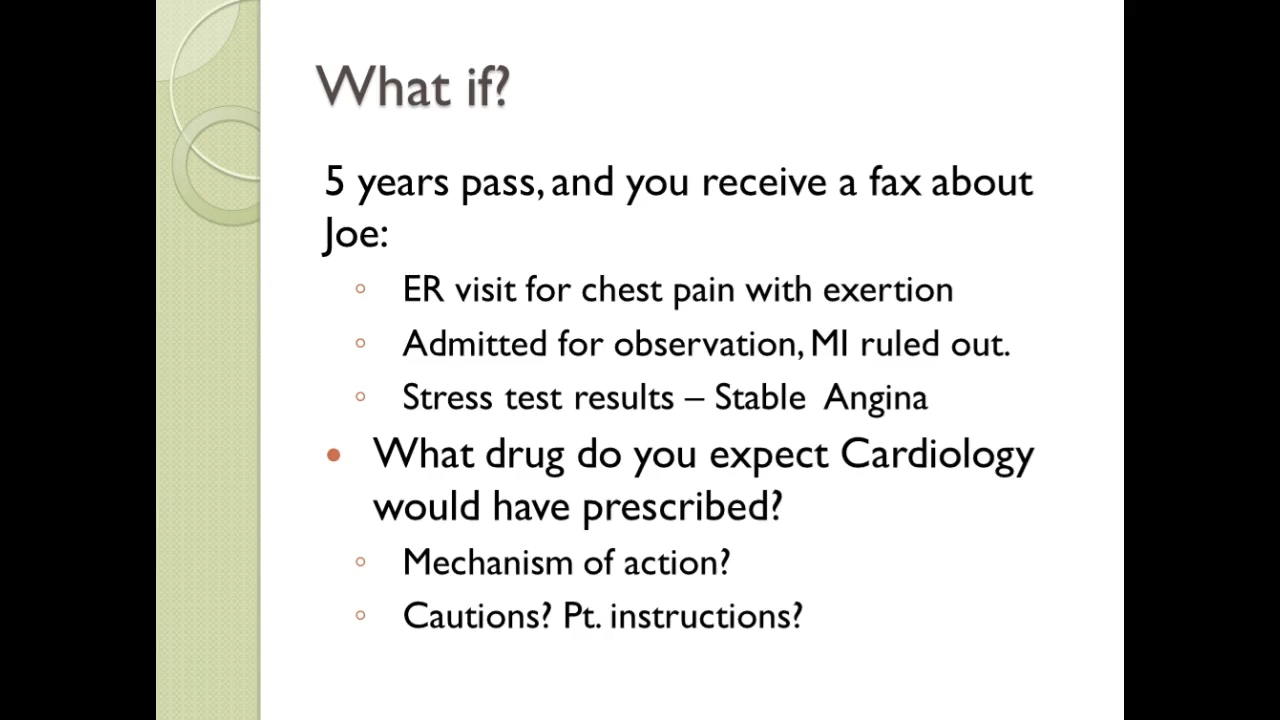 What if?
5 years pass, and you receive a fax about
Joe:
◦ ER visit for chest pain with exertion
◦ Admitted for observation, MI ruled out.
◦ Stress test results – Stable Angina
• What drug do you expect Cardiology
would have prescribed?
◦ Mechanism of action?
◦ Cautions? Pt. instructions?